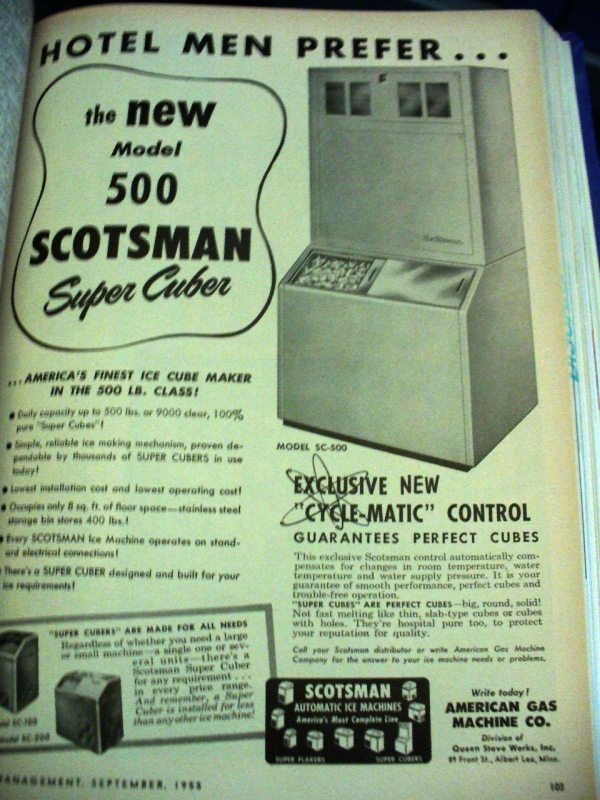 HOTEL MEN PREFER...
the new
Model
500
SCOTSMAN
Super Cuber
...AMERICA'S FINEST ICE CUBE MAKER
IN THE 500 LB. CLASS!
● Daily capacity up to 500 lbs. or 9000 clear, 100%
pure "Super Cubes"!
● Simple, reliable ice making mechanism, proven de-
pendable by thousands of SUPER CUBERS in use
today!
● Lowest installation cost and lowest operating cost!
● Occupies only 8 sq. ft. of floor space—stainless steel
storage bin stores 400 lbs.!
● Every SCOTSMAN Ice Machine operates on stand-
ard electrical connections!
There's a SUPER CUBER designed and built for your
ice requirements!
"SUPER CUBERS" ARE MADE FOR ALL NEEDS
Regardless of whether you need a large
or small machine—a single one or sev-
eral units—there's a
Scotsman Super Cuber
for any requirement...
in every price range.
And remember, a Super
Cuber is installed for less
than any other ice machine!
MODEL SC-500
EXCLUSIVE NEW
"CYCLE-MATIC" CONTROL
GUARANTEES PERFECT CUBES
This exclusive Scotsman control automatically com-
pensates for changes in room temperature, water
temperature and water supply pressure. It is your
guarantee of smooth performance, perfect cubes and
trouble-free operation.
"SUPER CUBES" ARE PERFECT CUBES—big, round, solid!
Not fast melting like thin, slab-type cubes or cubes
with holes. They're hospital pure too, to protect
your reputation for quality.
Call your Scotsman distributor or write American Gas Machine
Company for the answer to your ice machine needs or problems.
SCOTSMAN
AUTOMATIC ICE MACHINES
America's Most Complete Line
SUPER FLAKERS SUPER CUBERS
Write today!
AMERICAN GAS
MACHINE CO.
Division of
Queen Stove Works, Inc.
89 Front St., Albert Lea, Minn.
MANAGEMENT, SEPTEMBER, 1955
103